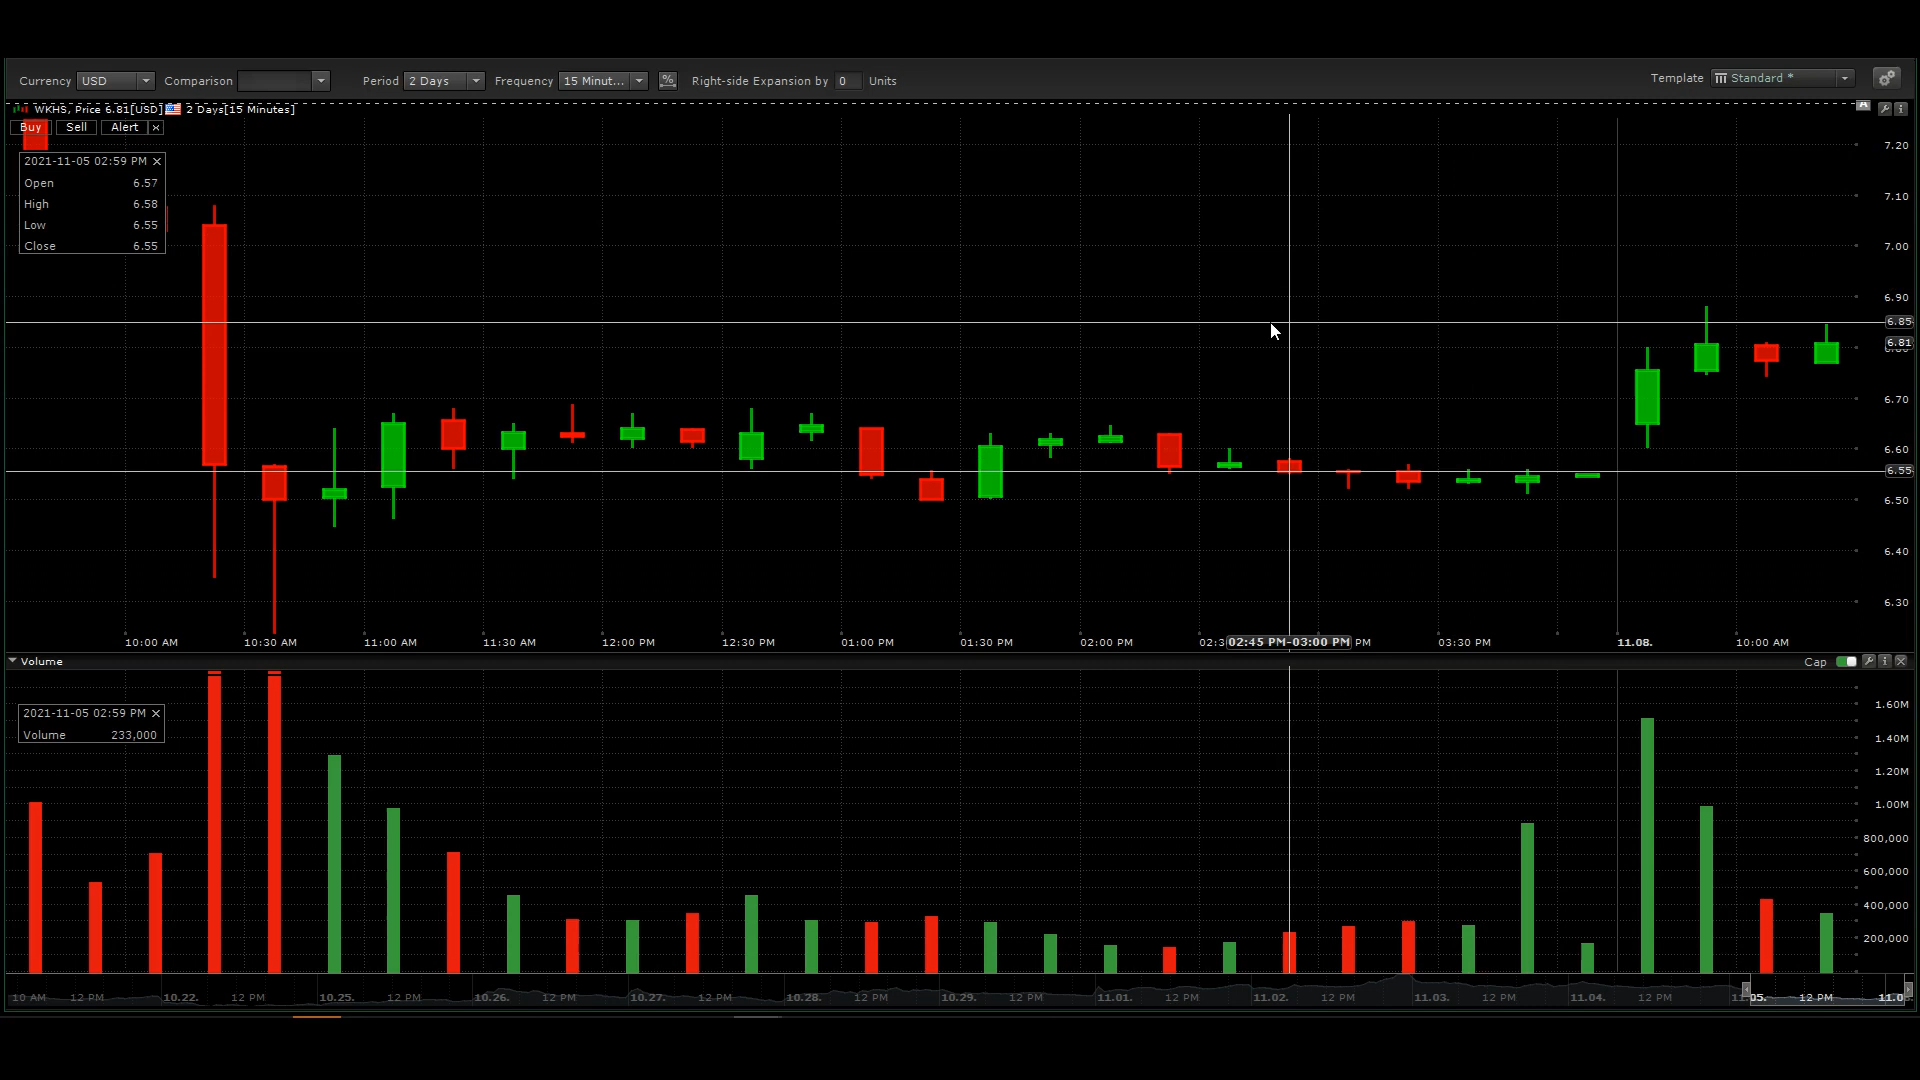 Currency USD Comparison Period 2 Days Frequency 15 Minut... % Right-side Expansion by 0 Units Template Standard *
WKHS, Price 6.81[USD] 2 Days[15 Minutes] A
Buy Sell Alert
2021-11-05 02:59 PM
Open 6.57
High 6.58
Low 6.55
Close 6.55
7.20
7.10
7.00
6.90
6.85
6.81
6.70
6.60
6.55
6.50
6.40
6.30
10:00 AM 10:30 AM 11:00 AM 11:30 AM 12:00 PM 12:30 PM 01:00 PM 01:30 PM 02:00 PM 02:3 02:45 PM-03:00 PM PM 03:30 PM 11.08. 10:00 AM
Volume Cap
2021-11-05 02:59 PM
Volume 233,000
1.60M
1.40M
1.20M
1.00M
800,000
600,000
400,000
200,000
10 AM 12 PM 10.22. 12 PM 10.25. 12 PM 10.26. 12 PM 10.27. 12 PM 10.28. 12 PM 10.29. 12 PM 11.01. 12 PM 11.02. 12 PM 11.03. 12 PM 11.04. 12 PM 05. 12 PM 11.0